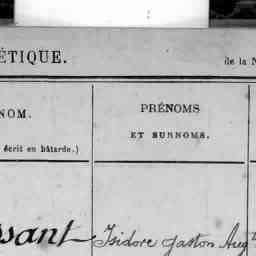 ÉTIQUE.
de la N
NOM.
PRÉNOMS
ET SURNOMS.
écrit en bâtarde.)
ssant Isidore Gaston Aug